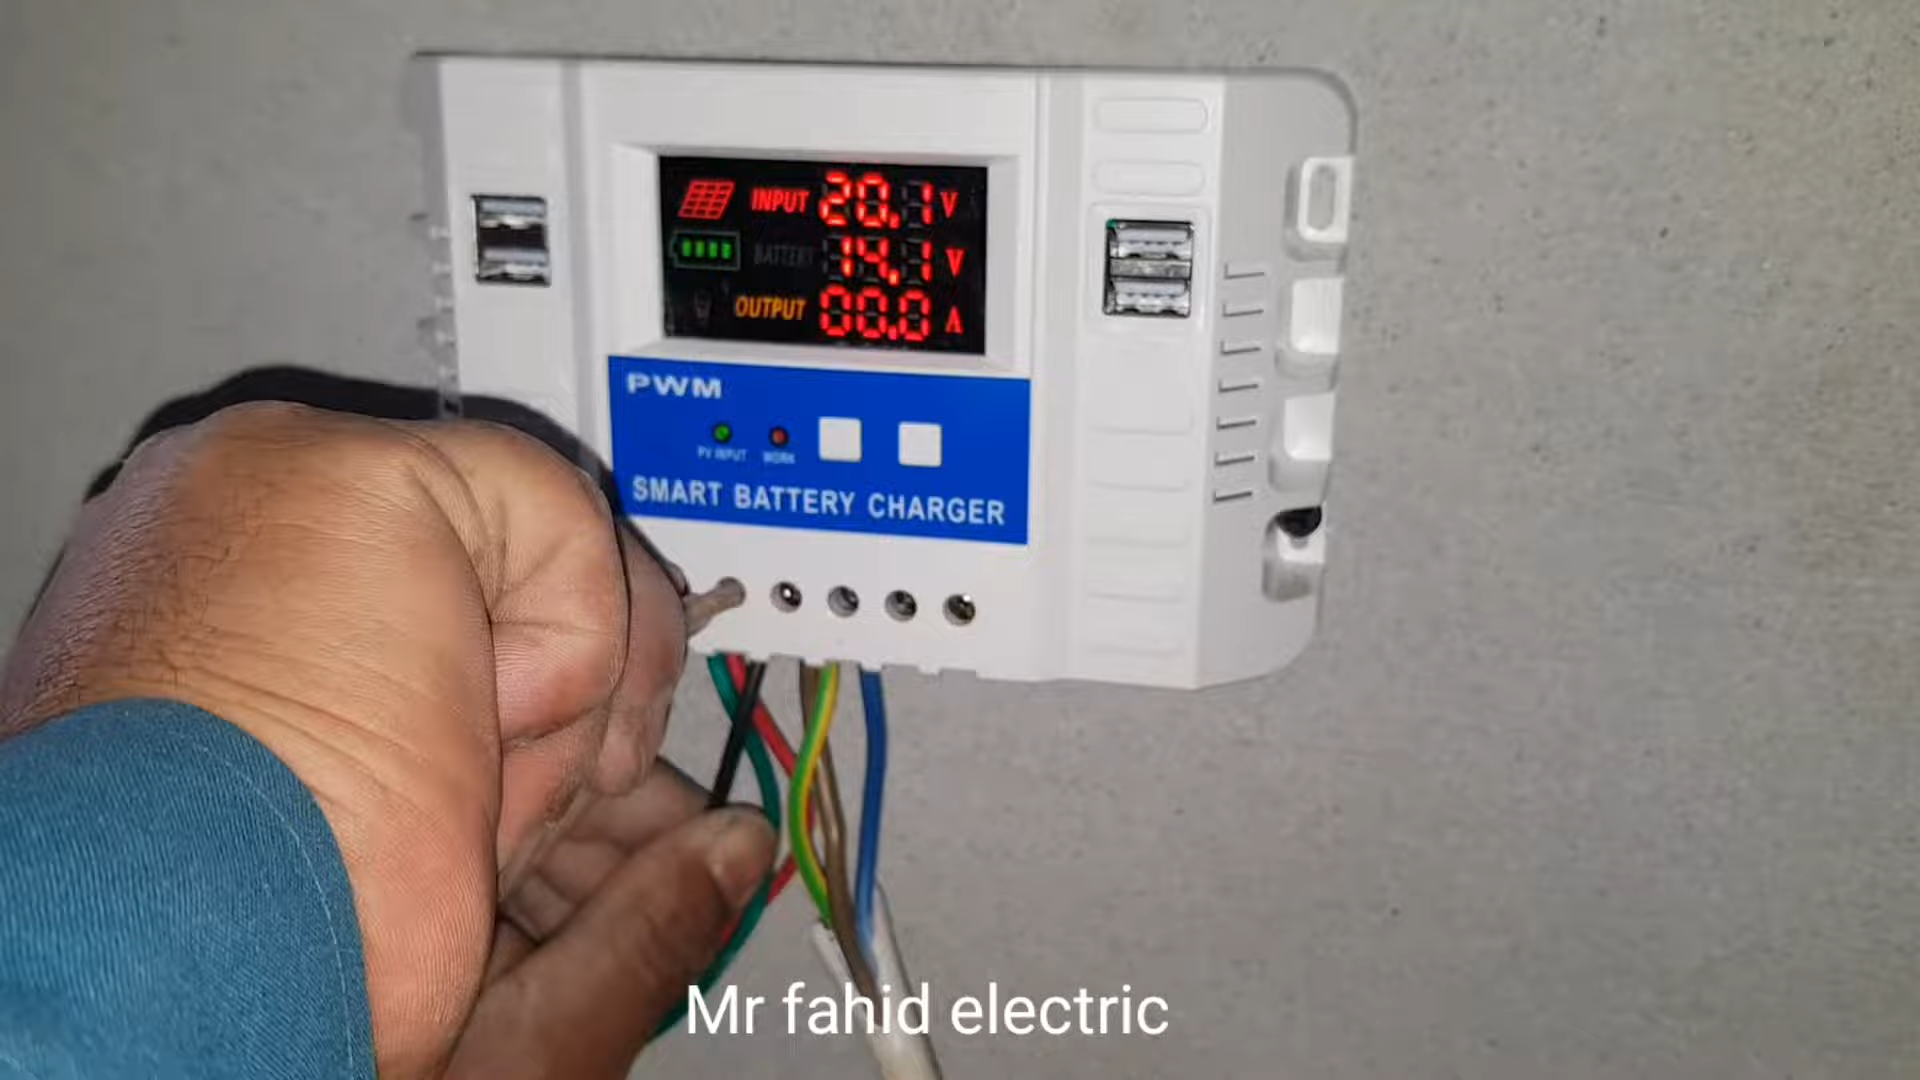 INPUT 20.1 V
BATTERY 14.1 V
OUTPUT 00.0 A
PWM
PV INPUT WORK
SMART BATTERY CHARGER
Mr fahid electric